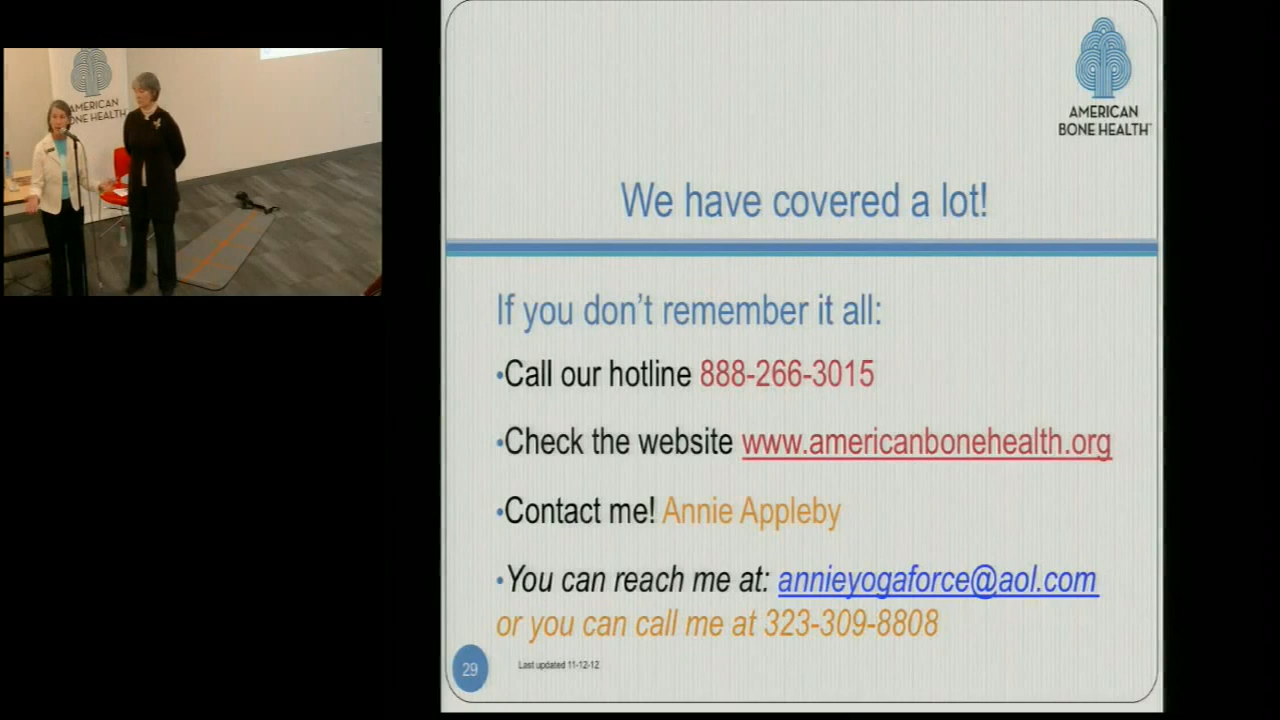 AMERICAN
BONE HEALTH
AMERICAN
BONE HEALTH
We have covered a lot!
If you don't remember it all:
•Call our hotline 888-266-3015
•Check the website www.americanbonehealth.org
•Contact me! Annie Appleby
•You can reach me at: annieyogaforce@aol.com
or you can call me at 323-309-8808
29
Last updated 11-12-12